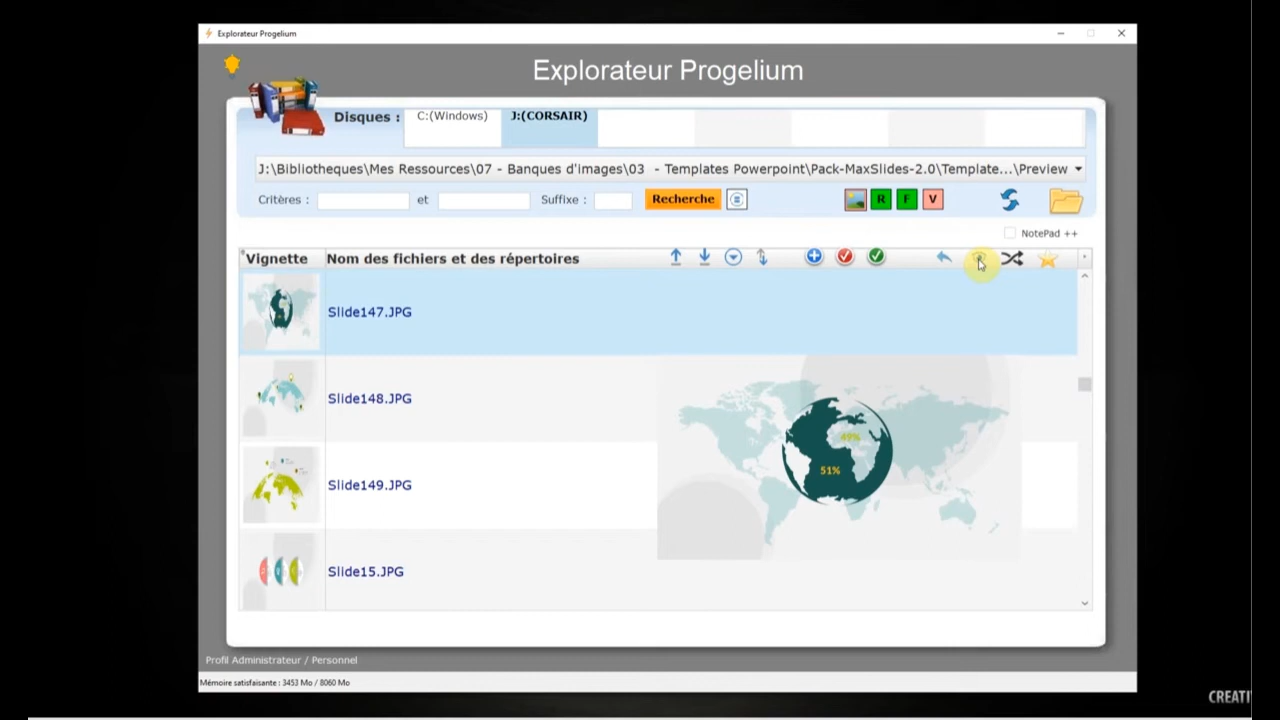 Explorateur Progelium
Explorateur Progelium
Disques : C:(Windows) J:(CORSAIR)
J:\Bibliotheques\Mes Ressources\07 - Banques d'images\03 - Templates Powerpoint\Pack-MaxSlides-2.0\Template...\Preview
Critères : et Suffixe : Recherche R F V
NotePad ++
Vignette Nom des fichiers et des répertoires
Slide147.JPG
Slide148.JPG
49%
51%
Slide149.JPG
Slide15.JPG
Profil Administrateur / Personnel
Mémoire satisfaisante : 3453 Mo / 8060 Mo